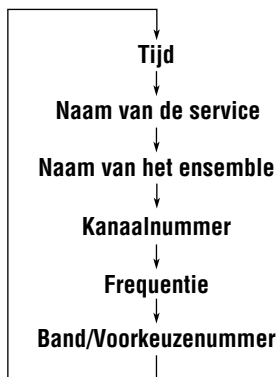 Tijd
Naam van de service
Naam van het ensemble
Kanaalnummer
Frequentie
Band/Voorkeuzenummer